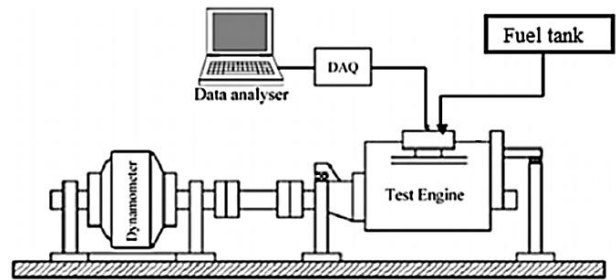 Fuel tank
DAQ
Data analyser
Dynamometer
Test Engine